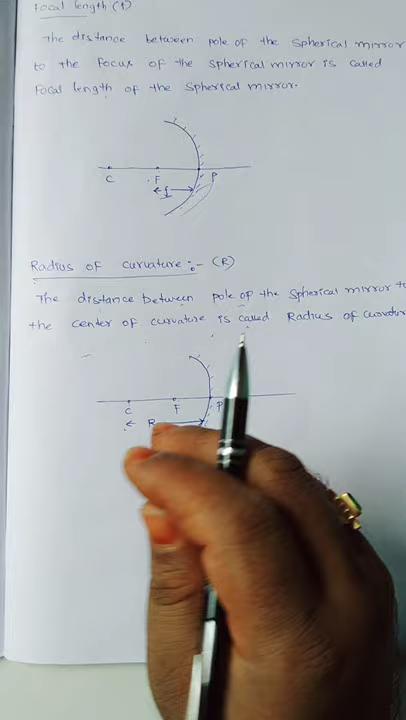 Focal length (f)
The distance between pole of the spherical mirror
to the focus of the spherical mirror is called
Focal length of the spherical mirror.
C F P
f
Radius of curvature :- (R)
The distance between pole of the spherical mirror to
the center of curvature is called Radius of
C F P
R